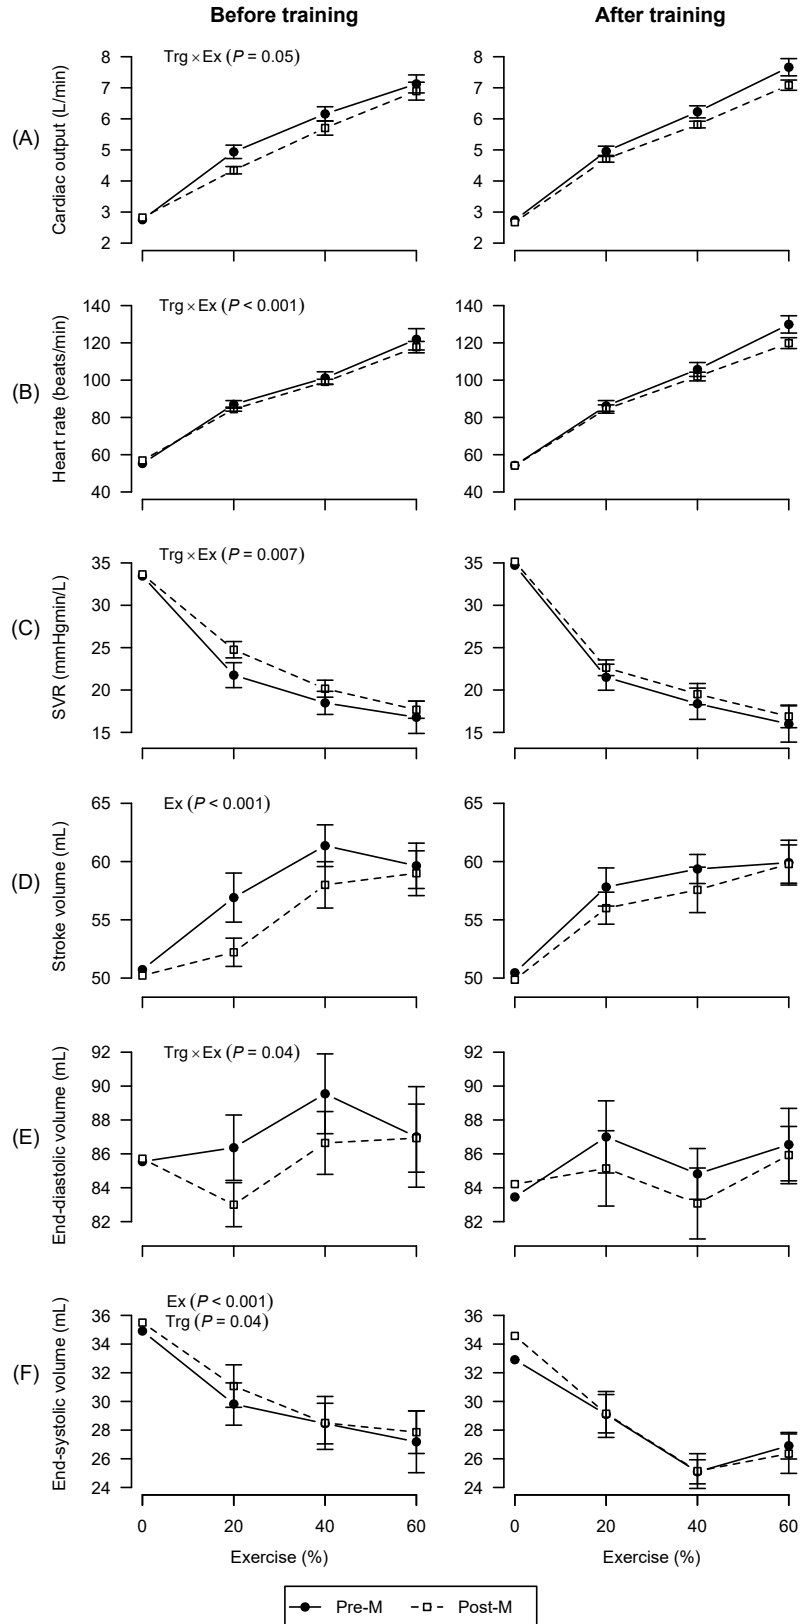 Before training
After training
(A)
Cardiac output (L/min)
Trg × Ex (P = 0.05)
8
7
6
5
4
3
2
8
7
6
5
4
3
2
(B)
Heart rate (beats/min)
Trg × Ex (P < 0.001)
140
120
100
80
60
40
140
120
100
80
60
40
(C)
SVR (mmHgmin/L)
Trg × Ex (P = 0.007)
35
30
25
20
15
35
30
25
20
15
(D)
Stroke volume (mL)
Ex (P < 0.001)
65
60
55
50
65
60
55
50
(E)
End-diastolic volume (mL)
Trg × Ex (P = 0.04)
92
90
88
86
84
82
92
90
88
86
84
82
(F)
End-systolic volume (mL)
Ex (P < 0.001)
Trg (P = 0.04)
36
34
32
30
28
26
24
36
34
32
30
28
26
24
0 20 40 60
0 20 40 60
Exercise (%)
Exercise (%)
Pre-M Post-M